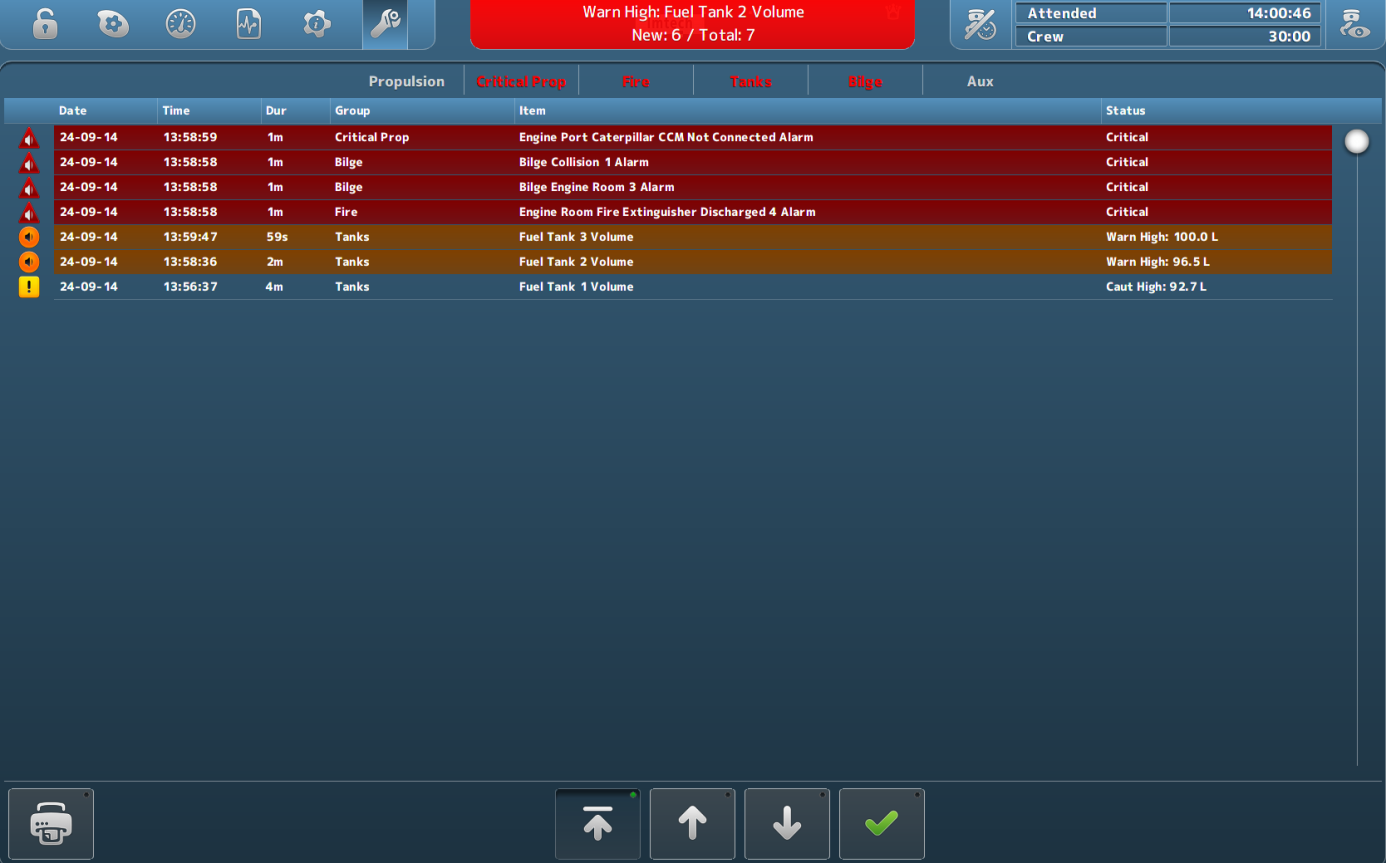 Warn High: Fuel Tank 2 Volume
New: 6 / Total: 7
Attended 14:00:46
Crew 30:00
Propulsion Critical Prop Fire Tanks Bilge Aux
Date Time Dur Group Item Status
24-09-14 13:58:59 1m Critical Prop Engine Port Caterpillar CCM Not Connected Alarm Critical
24-09-14 13:58:58 1m Bilge Bilge Collision 1 Alarm Critical
24-09-14 13:58:58 1m Bilge Bilge Engine Room 3 Alarm Critical
24-09-14 13:58:58 1m Fire Engine Room Fire Extinguisher Discharged 4 Alarm Critical
24-09-14 13:59:47 59s Tanks Fuel Tank 3 Volume Warn High: 100.0 L
24-09-14 13:58:36 2m Tanks Fuel Tank 2 Volume Warn High: 96.5 L
24-09-14 13:56:37 4m Tanks Fuel Tank 1 Volume Caut High: 92.7 L